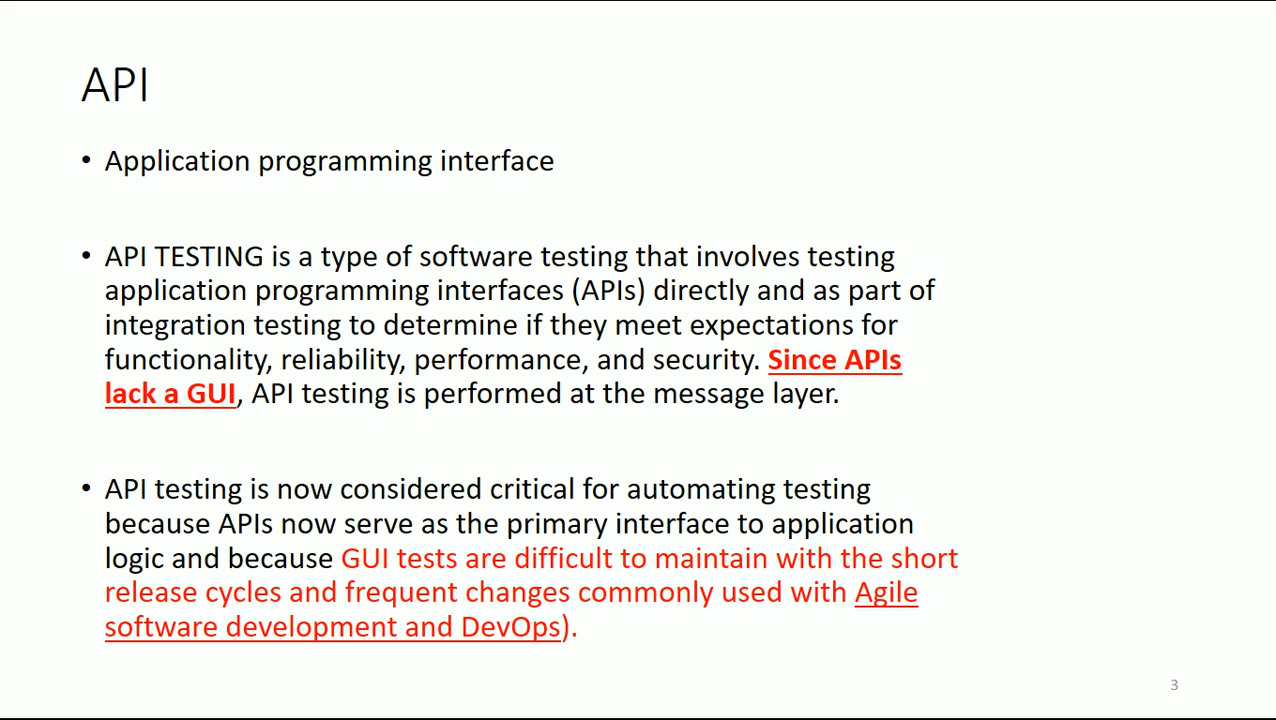 API
• Application programming interface
• API TESTING is a type of software testing that involves testing
application programming interfaces (APIs) directly and as part of
integration testing to determine if they meet expectations for
functionality, reliability, performance, and security. Since APIs
lack a GUI, API testing is performed at the message layer.
• API testing is now considered critical for automating testing
because APIs now serve as the primary interface to application
logic and because GUI tests are difficult to maintain with the short
release cycles and frequent changes commonly used with Agile
software development and DevOps).
3